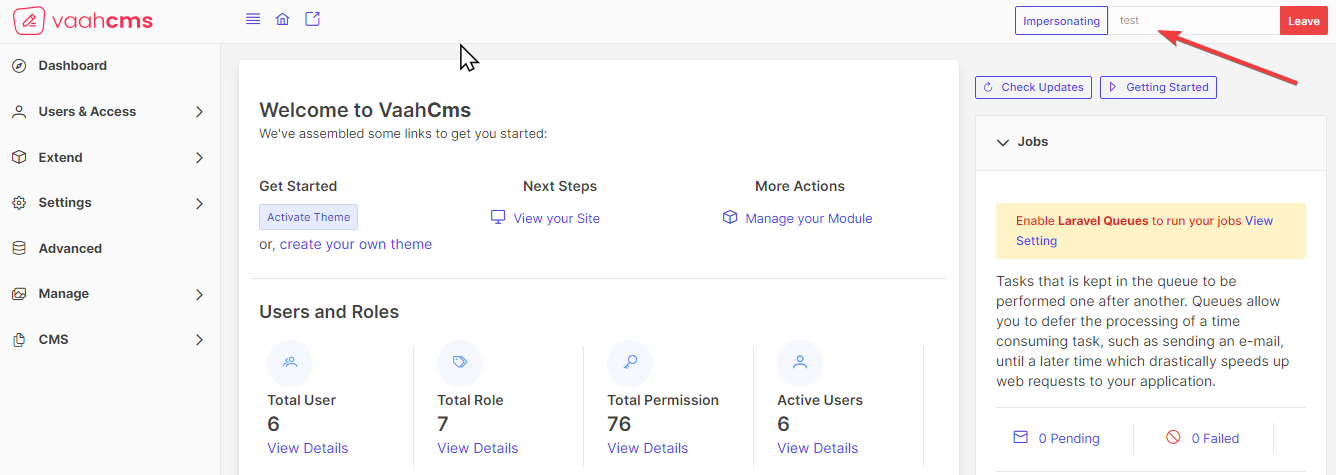 vaahcms
Impersonating test Leave
Dashboard
Users & Access
Extend
Settings
Advanced
Manage
CMS
Welcome to VaahCms
We've assembled some links to get you started:
Get Started Next Steps More Actions
Activate Theme View your Site Manage your Module
or, create your own theme
Users and Roles
Total User Total Role Total Permission Active Users
6 7 76 6
View Details View Details View Details View Details
Check Updates Getting Started
Jobs
Enable Laravel Queues to run your jobs View
Setting
Tasks that is kept in the queue to be
performed one after another. Queues allow
you to defer the processing of a time
consuming task, such as sending an e-mail,
until a later time which drastically speeds up
web requests to your application.
0 Pending 0 Failed